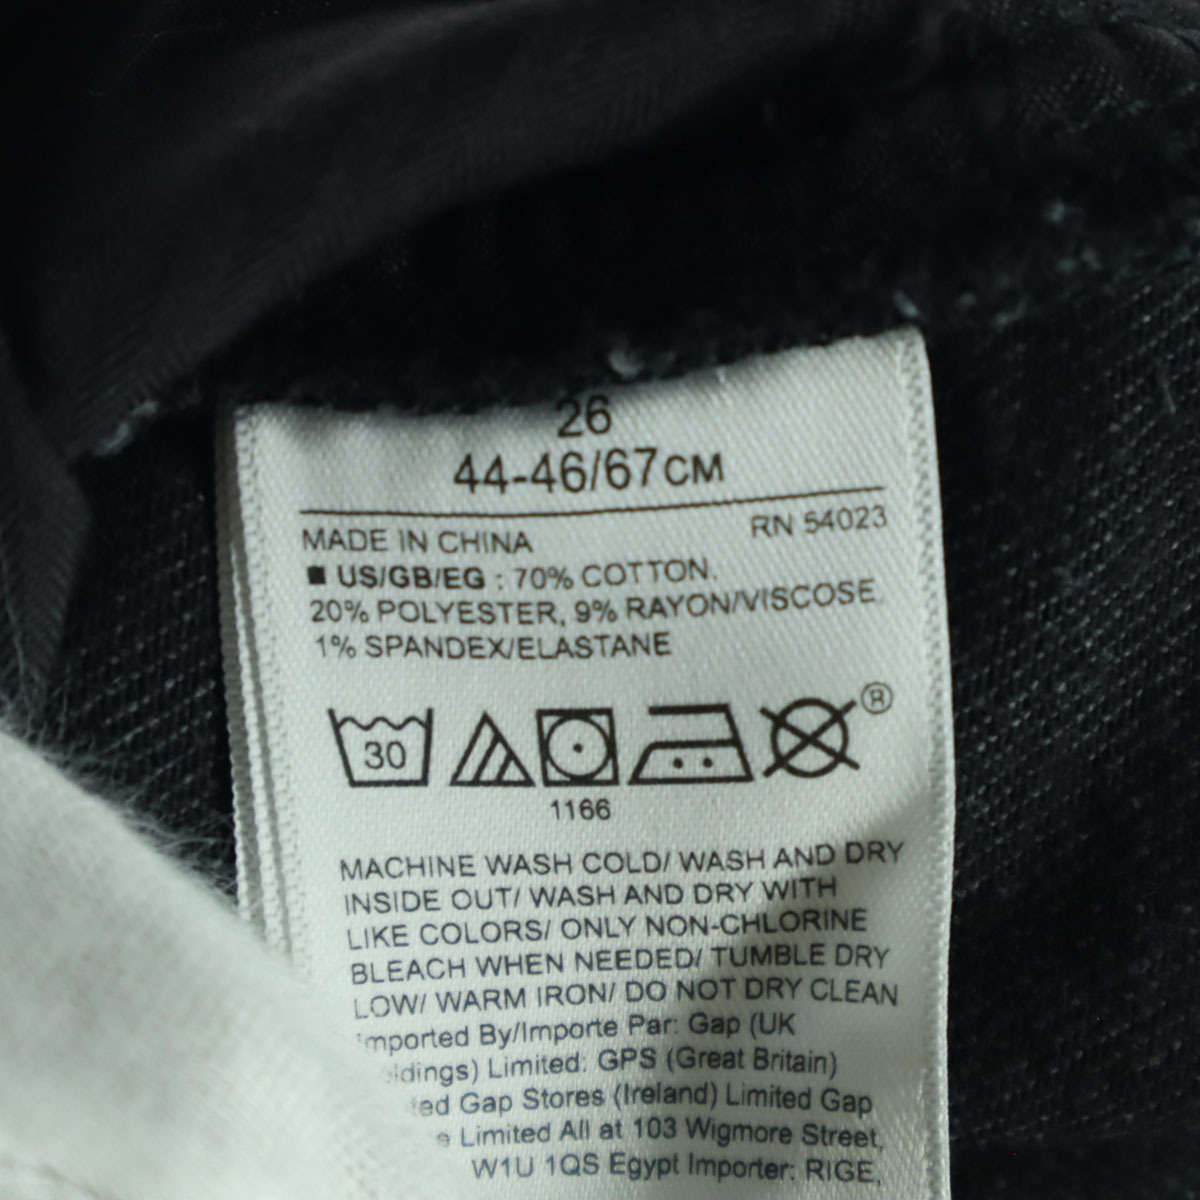 26
44-46/67CM
MADE IN CHINA RN 54023
■ US/GB/EG : 70% COTTON,
20% POLYESTER, 9% RAYON/VISCOSE,
1% SPANDEX/ELASTANE
30 ®
1166
MACHINE WASH COLD/ WASH AND DRY
INSIDE OUT/ WASH AND DRY WITH
LIKE COLORS/ ONLY NON-CHLORINE
BLEACH WHEN NEEDED/ TUMBLE DRY
LOW/ WARM IRON/ DO NOT DRY CLEAN
Imported By/Importe Par: Gap (UK
Limited: GPS (Great Britain)
Gap Stores (Ireland) Limited Gap
Limited All at 103 Wigmore Street,
W1U 1QS Egypt Importer: RIGE,